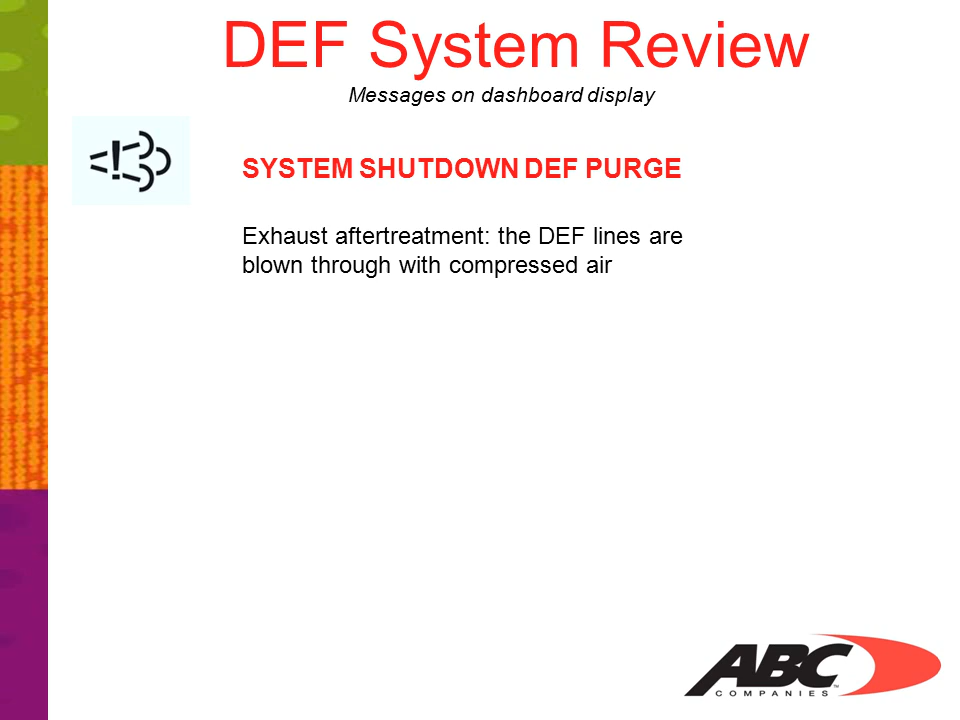 DEF System Review
Messages on dashboard display
SYSTEM SHUTDOWN DEF PURGE
Exhaust aftertreatment: the DEF lines are
blown through with compressed air
ABC
COMPANIES™